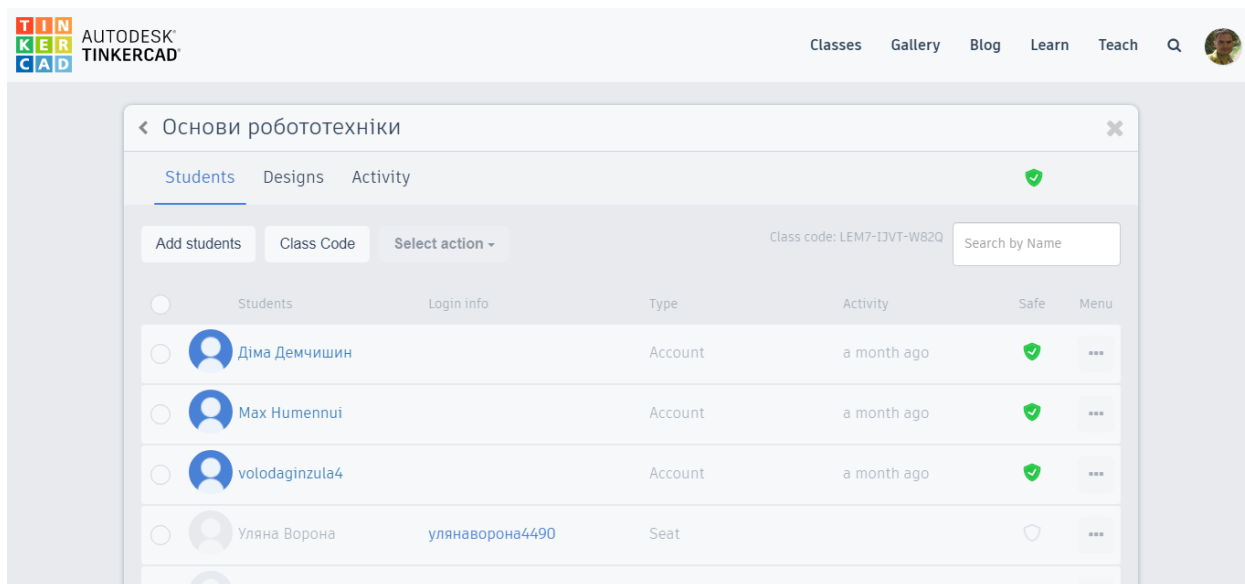 TIN
KER
CAD
AUTODESK®
TINKERCAD®
Classes Gallery Blog Learn Teach
Основи робототехніки
Students Designs Activity
Add students Class Code Select action Class code: LEM7-IJVT-W82Q Search by Name
Students Login info Type Activity Safe Menu
Діма Демчишин Account a month ago
Max Humennui Account a month ago
volodaginzula4 Account a month ago
Уляна Ворона улянаворона4490 Seat